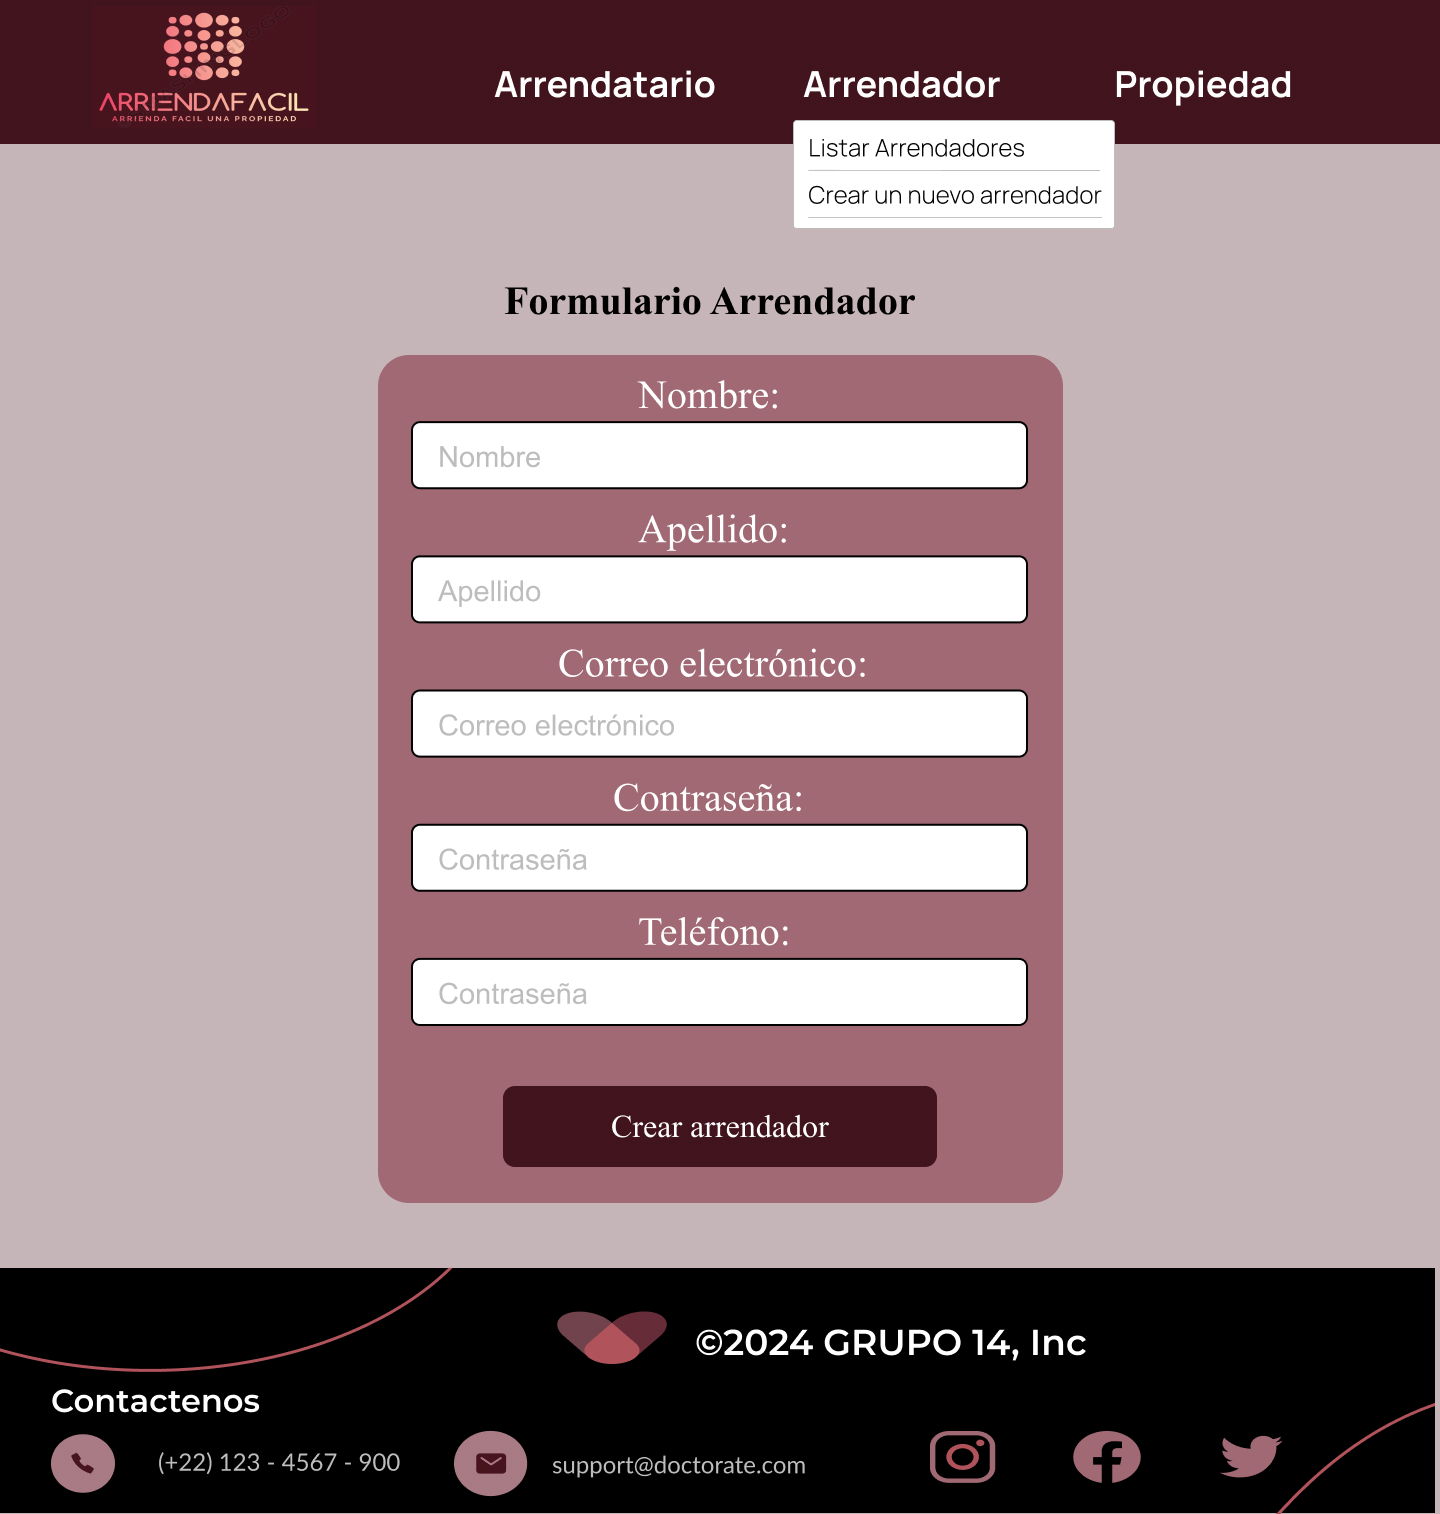 ARRIENDAFACIL
ARRIENDA FACIL UNA PROPIEDAD
Arrendatario
Arrendador
Propiedad
Listar Arrendadores
Crear un nuevo arrendador
Formulario Arrendador
Nombre:
Nombre
Apellido:
Apellido
Correo electrónico:
Correo electrónico
Contraseña:
Contraseña
Teléfono:
Contraseña
Crear arrendador
©2024 GRUPO 14, Inc
Contactenos
(+22) 123 - 4567 - 900
support@doctorate.com